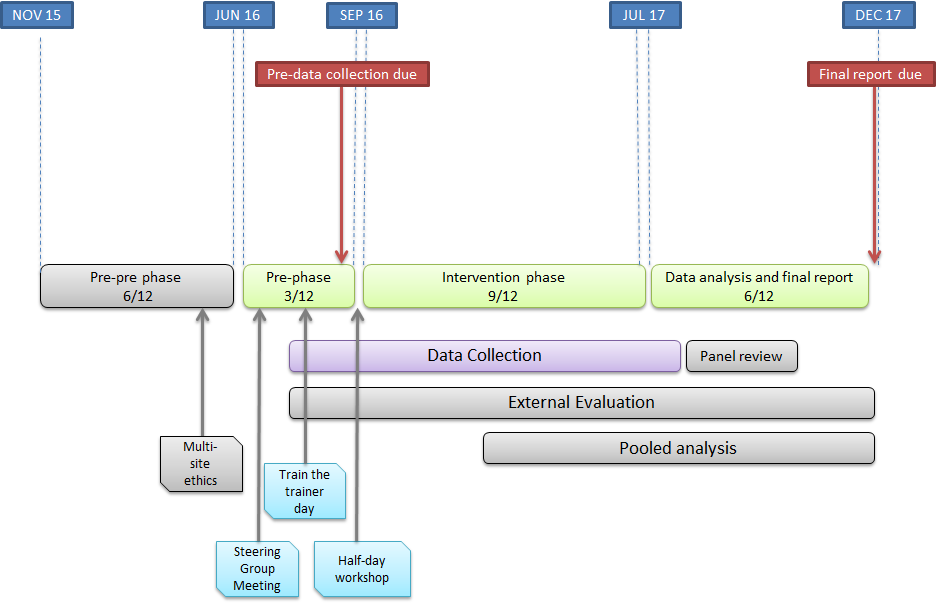 NOV 15
JUN 16
SEP 16
JUL 17
DEC 17
Pre-data collection due
Final report due
Pre-pre phase
6/12
Pre-phase
3/12
Intervention phase
9/12
Data analysis and final report
6/12
Data Collection
Panel review
External Evaluation
Pooled analysis
Multi-
site
ethics
Train the
trainer
day
Steering
Group
Meeting
Half-day
workshop